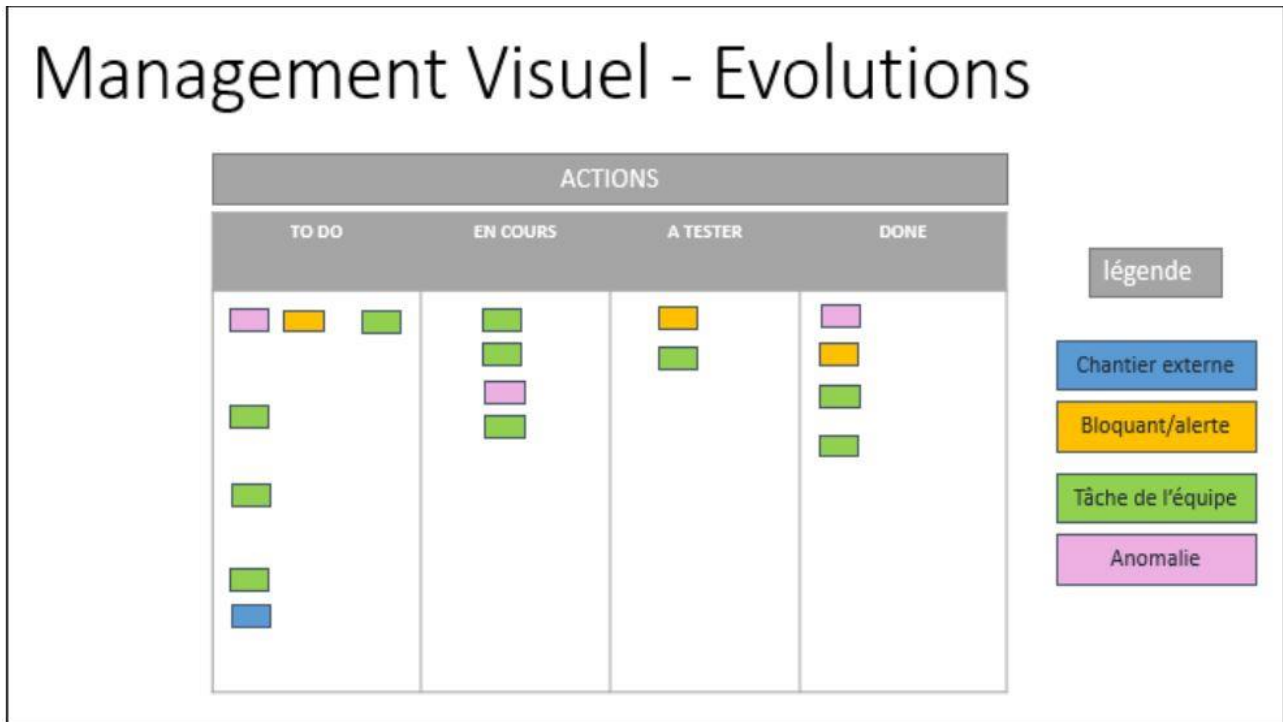 Management Visuel - Evolutions
ACTIONS
TO DO
EN COURS
A TESTER
DONE
légende
Chantier externe
Bloquant/alerte
Tâche de l'équipe
Anomalie